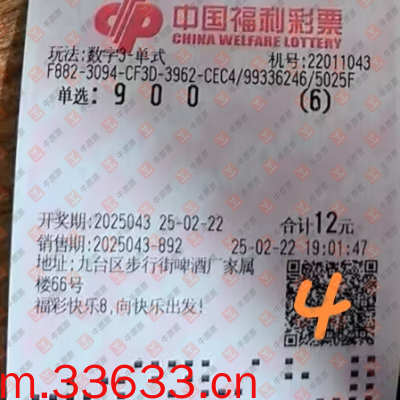 中国福利彩票
CHINA WELFARE LOTTERY
玩法:数字3-单式
机号:22011043
F882-3094-CF3D-3962-CEC4/99336246/5025F
单选: 9 0 0 (6)
开奖期:2025043 25-02-22 合计12元
销售期:2025043-892 25-02-22 19:01:47
地址:九台区步行街啤酒厂家属
楼66号
福彩快乐8,向快乐出发!
4
m.33633.cn